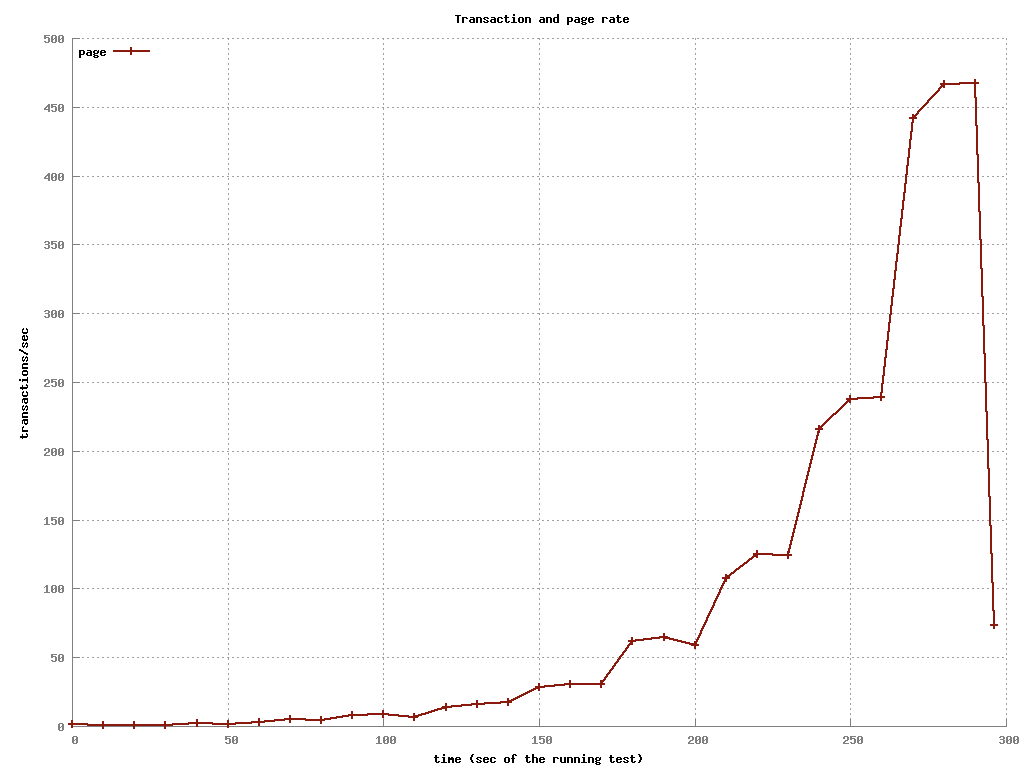 Transaction and page rate
500
page
450
400
350
300
250
200
150
100
50
0
transactions/sec
0 50 100 150 200 250 300
time (sec of the running test)